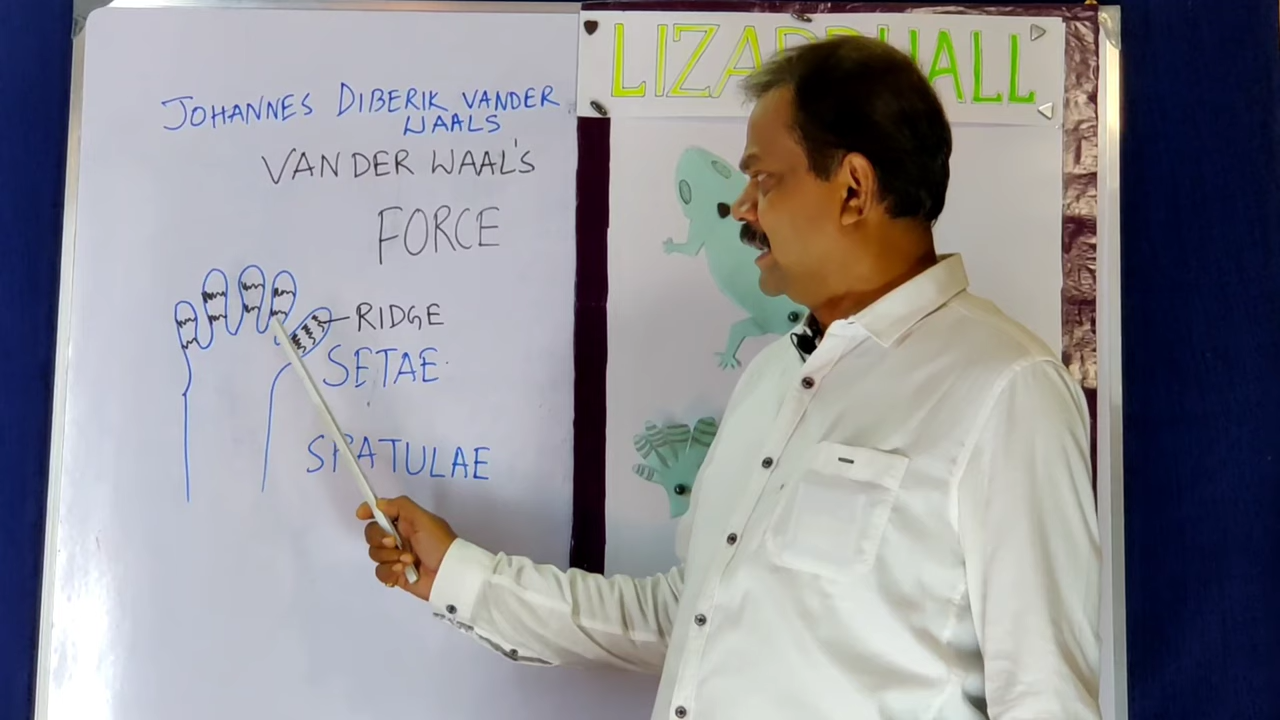 JOHANNES DIBERIK VANDER
WAALS
VANDER WAAL'S
FORCE
RIDGE
SETAE
SPATULAE